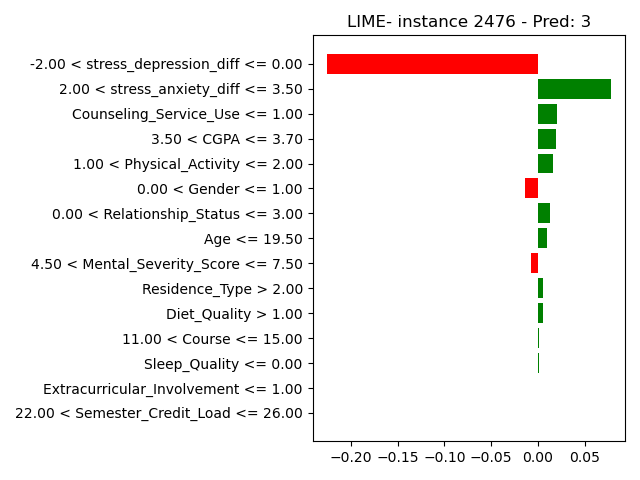 LIME- instance 2476 - Pred: 3
-2.00 < stress_depression_diff <= 0.00
2.00 < stress_anxiety_diff <= 3.50
Counseling_Service_Use <= 1.00
3.50 < CGPA <= 3.70
1.00 < Physical_Activity <= 2.00
0.00 < Gender <= 1.00
0.00 < Relationship_Status <= 3.00
Age <= 19.50
4.50 < Mental_Severity_Score <= 7.50
Residence_Type > 2.00
Diet_Quality > 1.00
11.00 < Course <= 15.00
Sleep_Quality <= 0.00
Extracurricular_Involvement <= 1.00
22.00 < Semester_Credit_Load <= 26.00
−0.20 −0.15 −0.10 −0.05 0.00 0.05